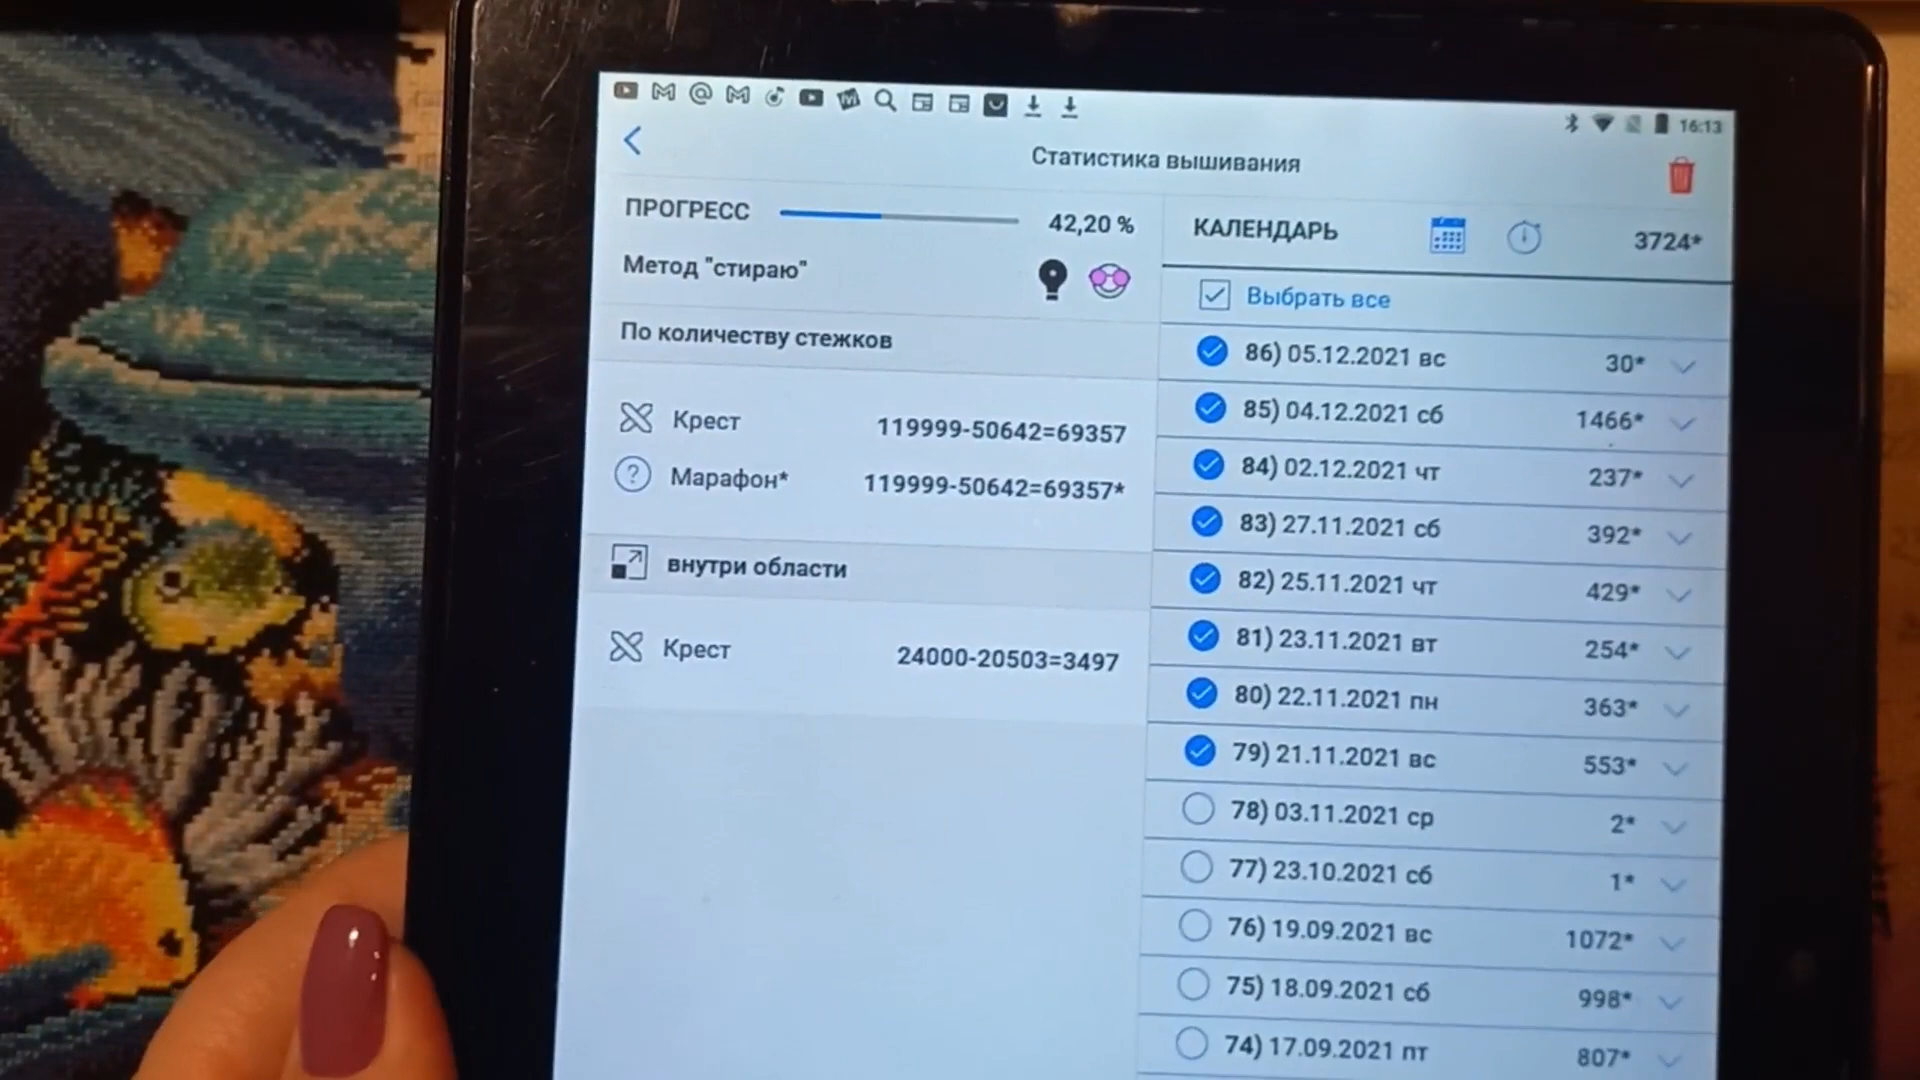 16:13
Статистика вышивания
ПРОГРЕСС 42,20 %
Метод "стираю"
По количеству стежков
Крест 119999-50642=69357
? Марафон* 119999-50642=69357*
внутри области
Крест 24000-20503=3497
КАЛЕНДАРЬ 3724*
Выбрать все
86) 05.12.2021 вс 30*
85) 04.12.2021 сб 1466*
84) 02.12.2021 чт 237*
83) 27.11.2021 сб 392*
82) 25.11.2021 чт 429*
81) 23.11.2021 вт 254*
80) 22.11.2021 пн 363*
79) 21.11.2021 вс 553*
78) 03.11.2021 ср 2*
77) 23.10.2021 сб 1*
76) 19.09.2021 вс 1072*
75) 18.09.2021 сб 998*
74) 17.09.2021 пт 807*